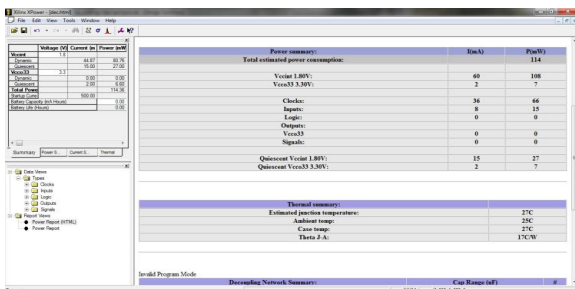 Xilinx XPower - [dec.html]
File Edit View Tools Window Help
Voltage (V) Current (m Power (mW
Vccint 1.8
Dynamic 44.87 80.76
Quiescent 15.00 27.00
Vcco33 3.3
Dynamic 0.00 0.00
Quiescent 2.00 6.60
Total Powe 114.36
Startup Curre 500.00
Battery Capacity (mA Hours) 0.00
Battery Life (Hours) 0.00
Summary Power S... Current S... Thermal
Data Views
Types
Clocks
Inputs
Logic
Outputs
Signals
Report Views
Power Report (HTML)
Power Report
Power summary: I(mA) P(mW)
Total estimated power consumption: 114
Vccint 1.80V: 60 108
Vcco33 3.30V: 2 7
Clocks: 36 66
Inputs: 8 15
Logic: 0 0
Outputs:
Vcco33 0 0
Signals: 0 0
Quiescent Vccint 1.80V: 15 27
Quiescent Vcco33 3.30V: 2 7
Thermal summary:
Estimated junction temperature: 27C
Ambient temp: 25C
Case temp: 27C
Theta J-A: 17C/W
Invalid Program Mode
Decoupling Network Summary: Cap Range (uF) #